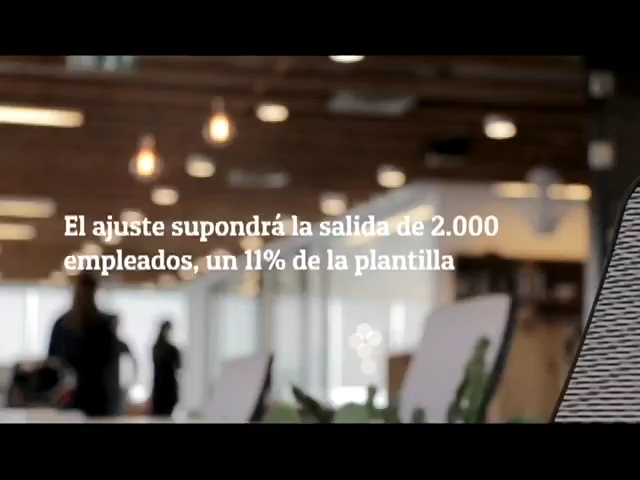 El ajuste supondrá la salida de 2.000
empleados, un 11% de la plantilla